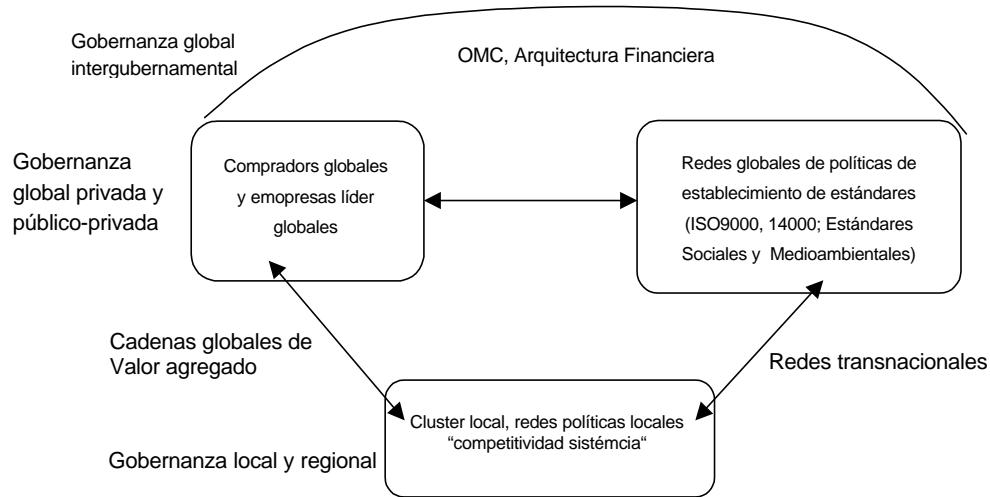 Gobernanza global
intergubernamental
OMC, Arquitectura Financiera
Gobernanza
global privada y
público-privada
Compradors globales
y emopresas líder
globales
Redes globales de políticas de
establecimiento de estándares
(ISO9000, 14000; Estándares
Sociales y Medioambientales)
Cadenas globales de
Valor agregado
Redes transnacionales
Cluster local, redes políticas locales
“competitividad sistémcia“
Gobernanza local y regional